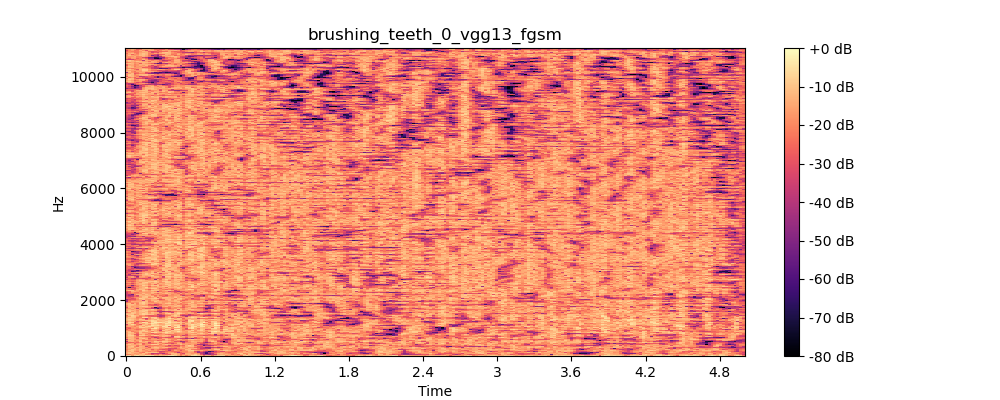 brushing_teeth_0_vgg13_fgsm
Hz
10000
8000
6000
4000
2000
0
0 0.6 1.2 1.8 2.4 3 3.6 4.2 4.8
Time
+0 dB
-10 dB
-20 dB
-30 dB
-40 dB
-50 dB
-60 dB
-70 dB
-80 dB